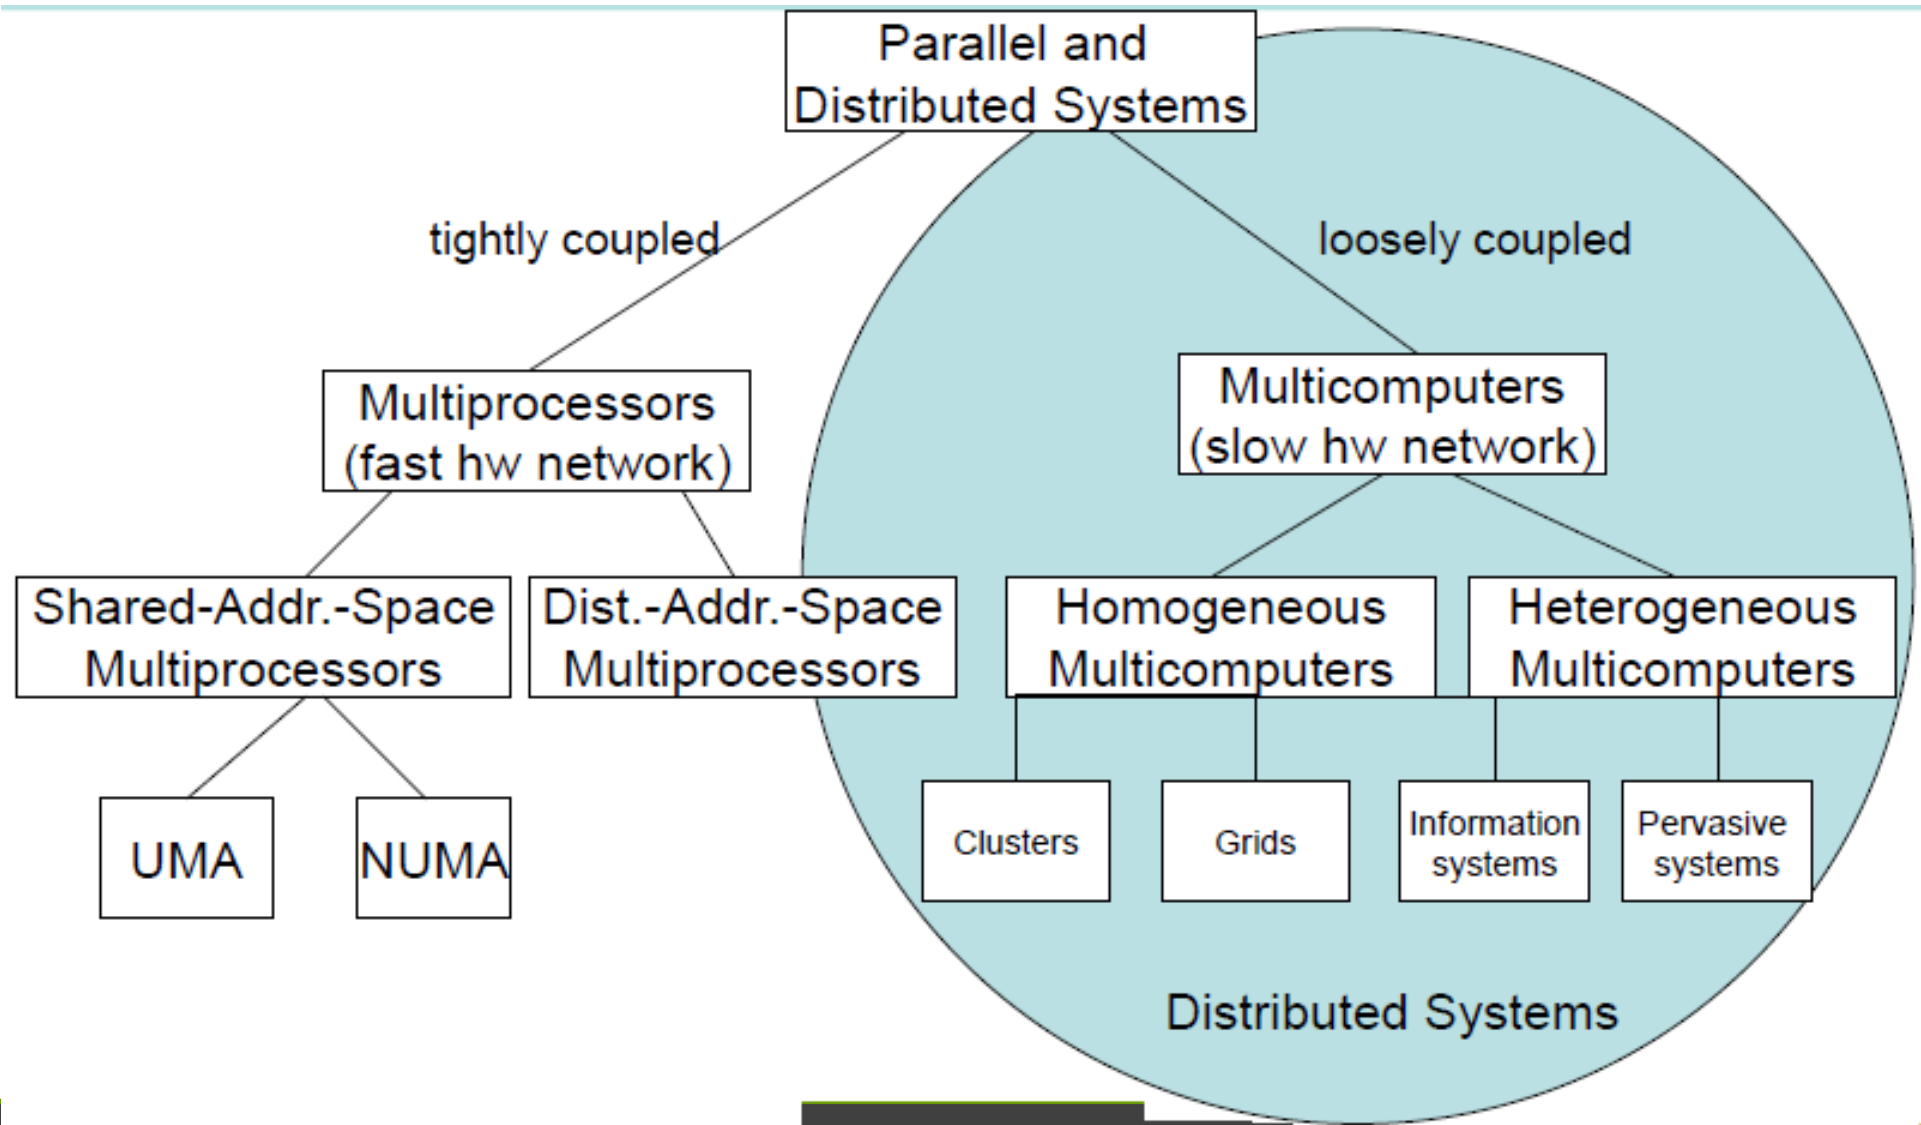 Parallel and
Distributed Systems
tightly coupled
loosely coupled
Multiprocessors
(fast hw network)
Multicomputers
(slow hw network)
Shared-Addr.-Space
Multiprocessors
Dist.-Addr.-Space
Multiprocessors
Homogeneous
Multicomputers
Heterogeneous
Multicomputers
UMA
NUMA
Clusters
Grids
Information
systems
Pervasive
systems
Distributed Systems